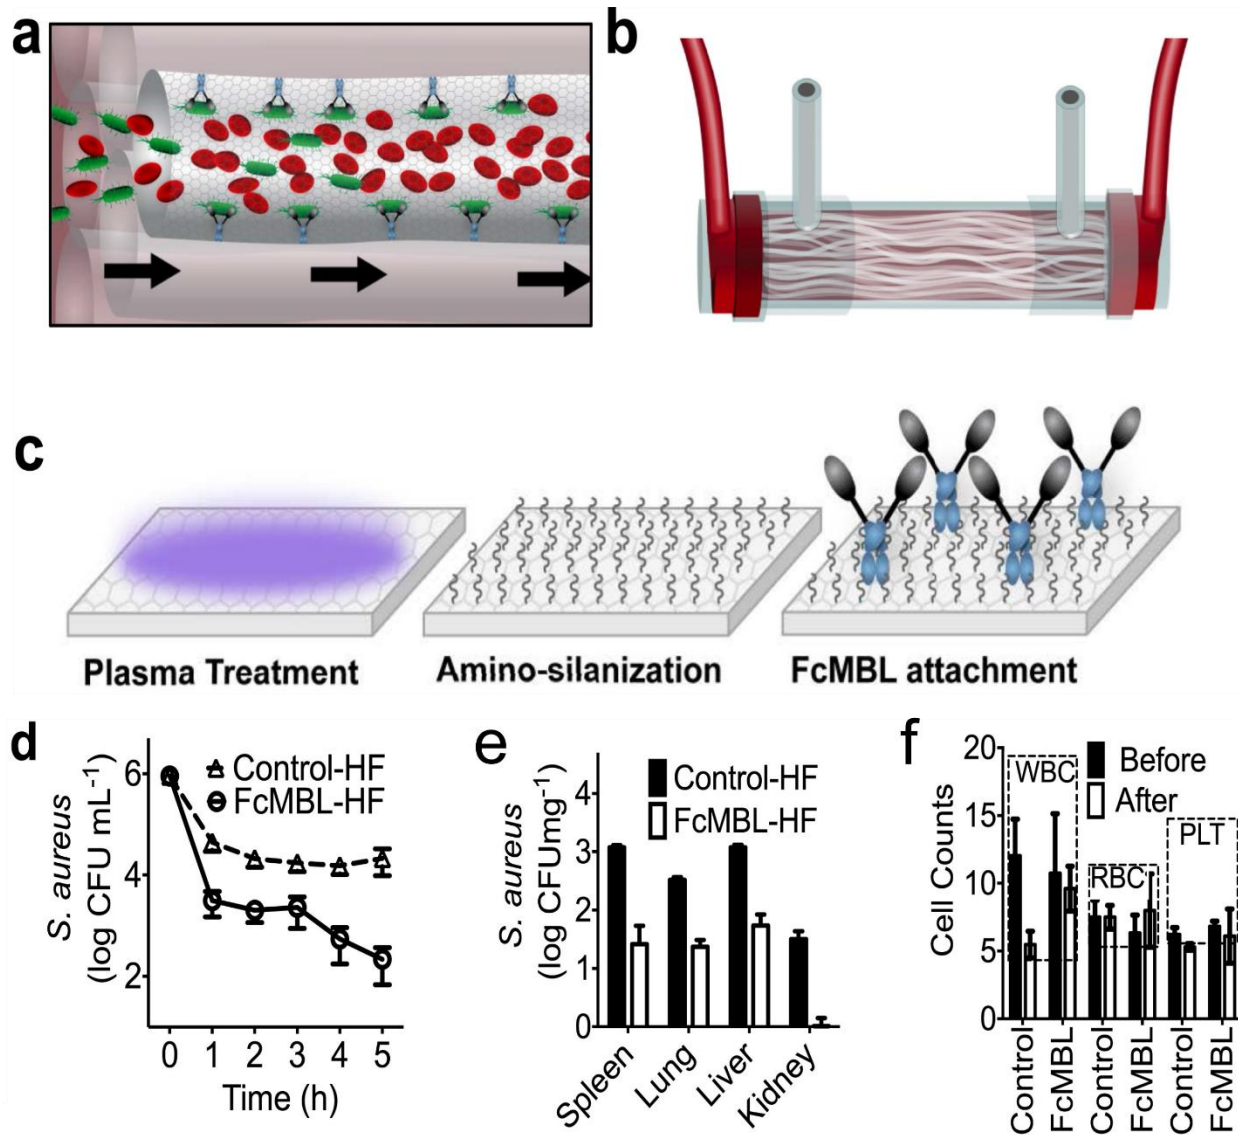 a
b
c
Plasma Treatment
Amino-silanization
FcMBL attachment
d
S. aureus
(log CFU mL⁻¹)
6
4
2
Control-HF
FcMBL-HF
0 1 2 3 4 5
Time (h)
e
S. aureus
(log CFUmg⁻¹)
4
3
2
1
0
Control-HF
FcMBL-HF
Spleen
Lung
Liver
Kidney
f
Cell Counts
20
15
10
5
0
Before
After
WBC
RBC
PLT
Control
FcMBL
Control
FcMBL
Control
FcMBL